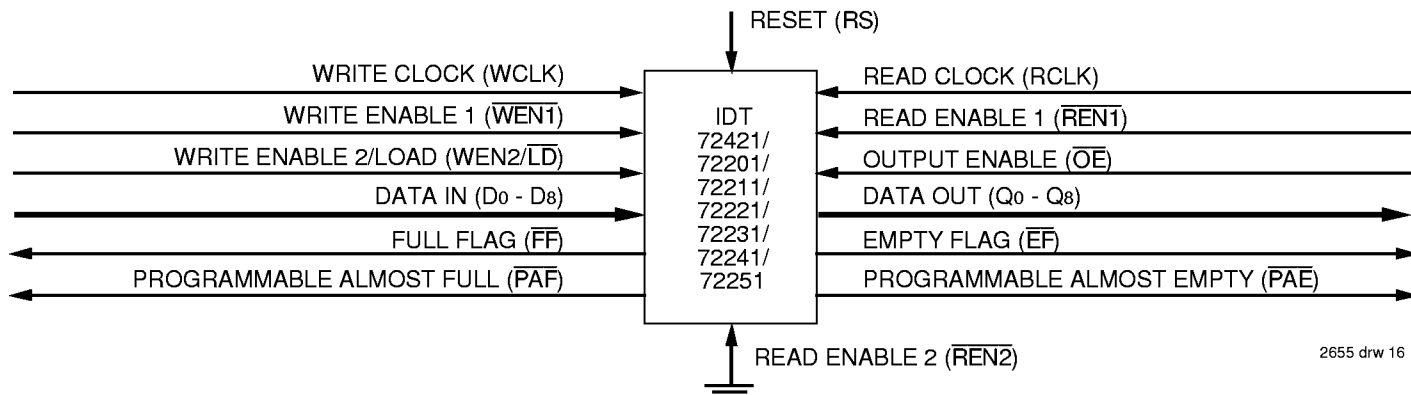 RESET (RS)
WRITE CLOCK (WCLK)
WRITE ENABLE 1 (WEN1)
WRITE ENABLE 2/LOAD (WEN2/LD)
DATA IN (D0 - D8)
FULL FLAG (FF)
PROGRAMMABLE ALMOST FULL (PAF)
IDT
72421/
72201/
72211/
72221/
72231/
72241/
72251
READ CLOCK (RCLK)
READ ENABLE 1 (REN1)
OUTPUT ENABLE (OE)
DATA OUT (Q0 - Q8)
EMPTY FLAG (EF)
PROGRAMMABLE ALMOST EMPTY (PAE)
READ ENABLE 2 (REN2)
2655 drw 16